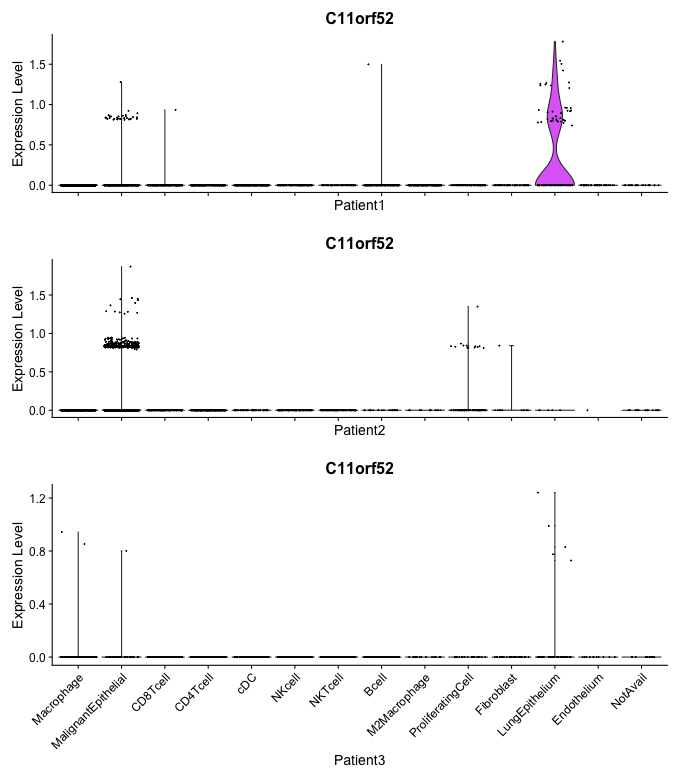 C11orf52
Expression Level
1.5
1.0
0.5
0.0
Patient1
C11orf52
Expression Level
1.5
1.0
0.5
0.0
Patient2
C11orf52
Expression Level
1.2
0.8
0.4
0.0
Macrophage
MalignantEpithelial
CD8Tcell
CD4Tcell
cDC
NKcell
NKTcell
Bcell
M2Macrophage
ProliferatingCell
Fibroblast
LungEpithelium
Endothelium
NotAvail
Patient3